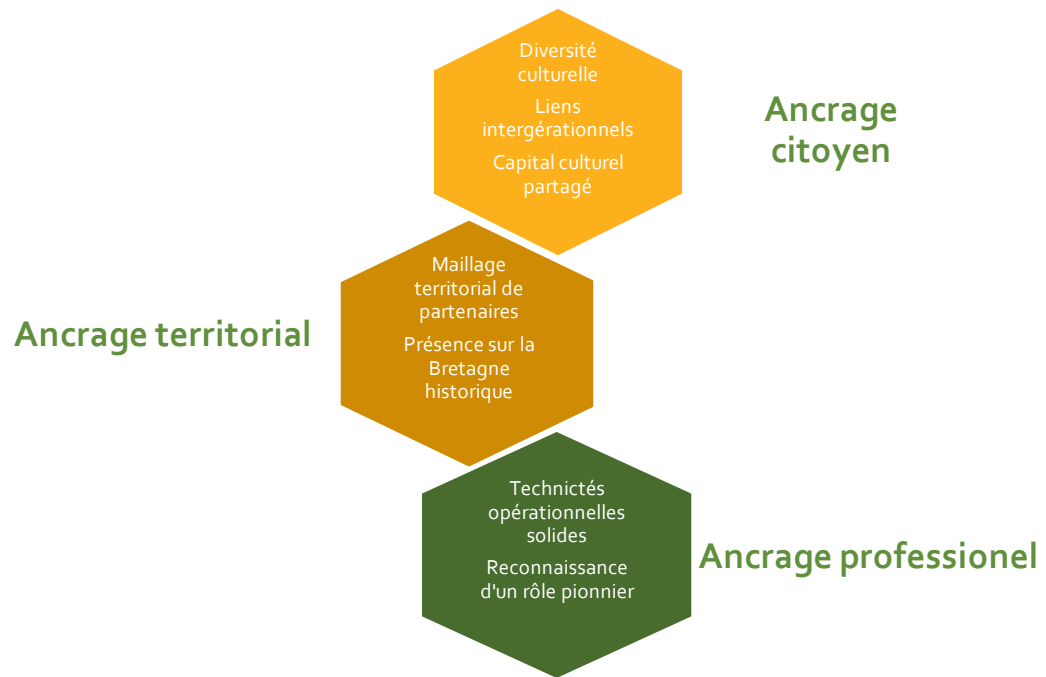 Diversité
culturelle
Liens
intergérationnels
Capital culturel
partagé
Ancrage
citoyen
Maillage
territorial de
partenaires
Présence sur la
Bretagne
historique
Ancrage territorial
Technictés
opérationnelles
solides
Reconnaissance
d'un rôle pionnier
Ancrage professionel